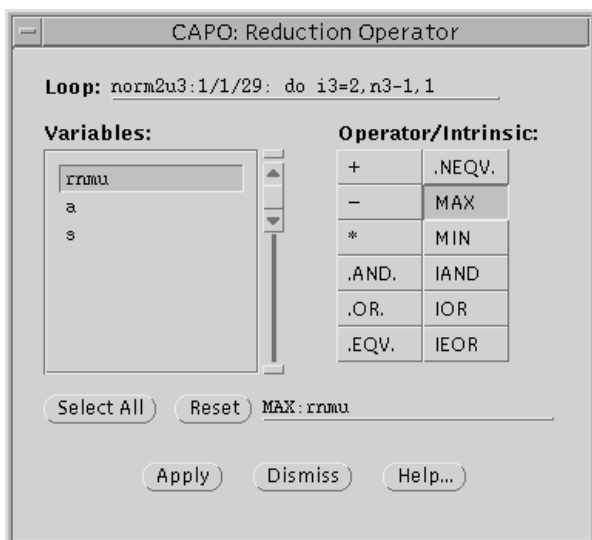 CAPO: Reduction Operator
Loop: norm2u3:1/1/29: do i3=2,n3-1,1
Variables:
rnmu
a
s
Operator/Intrinsic:
+ .NEQV.
− MAX
* MIN
.AND. IAND
.OR. IOR
.EQV. IEOR
Select All Reset MAX:rnmu
Apply Dismiss Help...